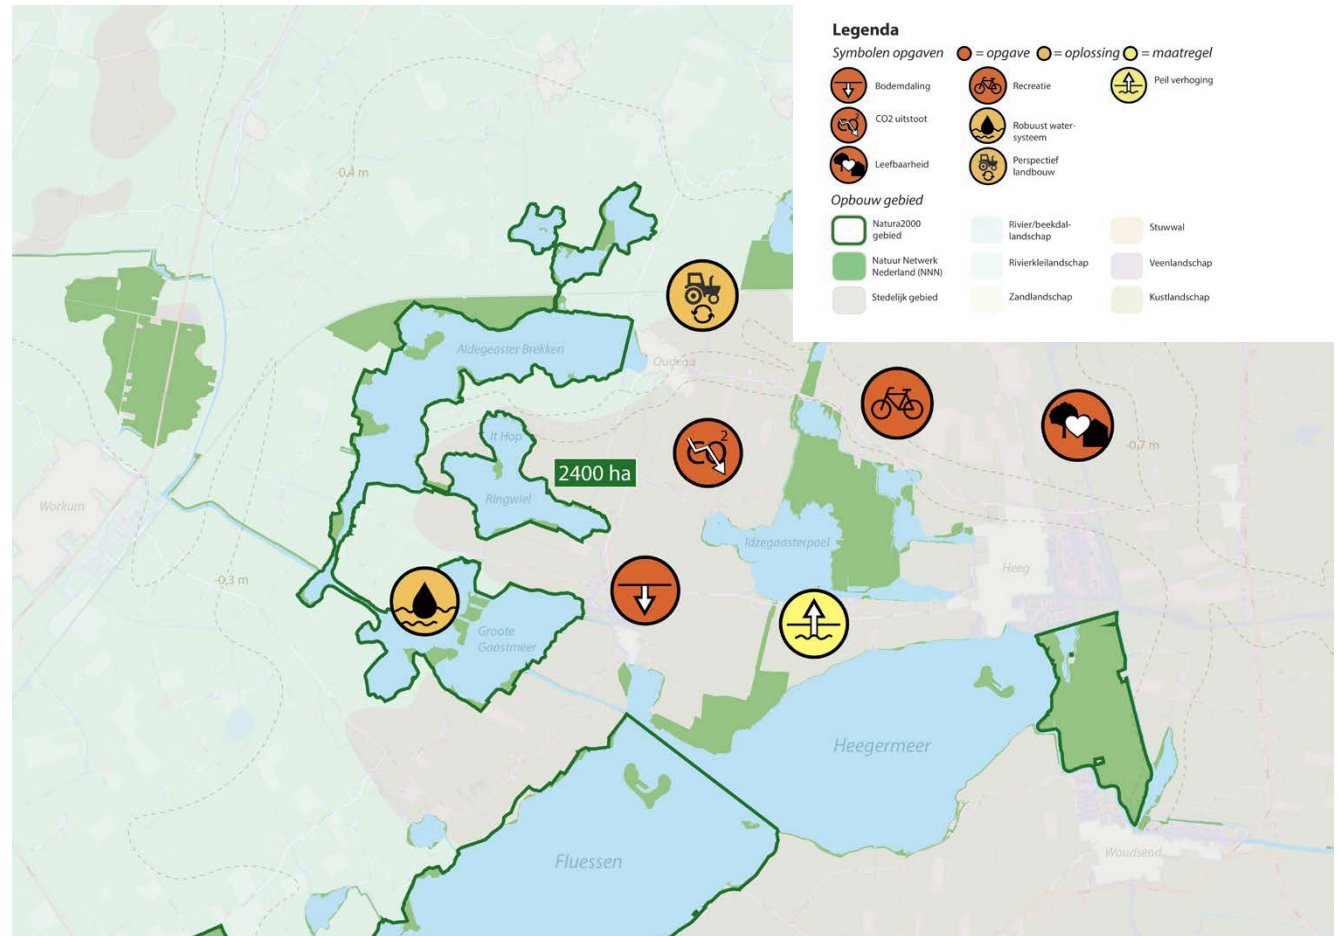 Legenda
Symbolen opgaven = opgave = oplossing = maatregel
Bodemdaling
Recreatie
Peil verhoging
CO2 uitstoot
Robuust water-
systeem
Leefbaarheid
Perspectief
landbouw
Opbouw gebied
Natura2000
gebied
Rivier/beekdal-
landschap
Stuwwal
Natuur Netwerk
Nederland (NNN)
Rivierkleilandschap
Veenlandschap
Stedelijk gebied
Zandlandschap
Kustlandschap
-0,4 m
Aldegeaster Brekken
Oudega
CO2
-0,7 m
It Hop
2400 ha
Ringwiel
Workum
Idzegaasterpoel
Heeg
-0,3 m
Groote
Gaastmeer
Heegermeer
Fluessen
Woudsend